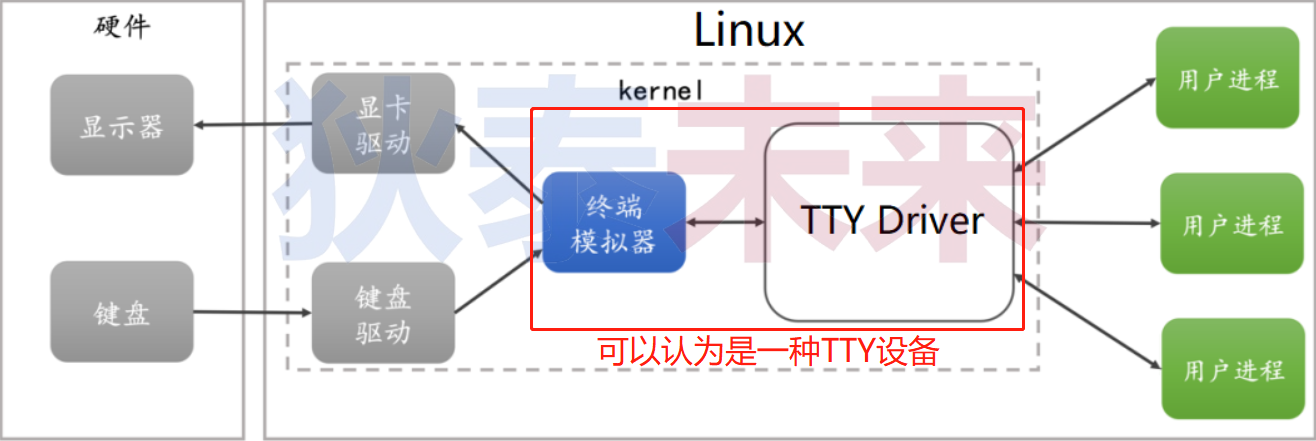 硬件
Linux
kernel
显示器
显卡
驱动
用户进程
终端
模拟器
TTY Driver
用户进程
键盘
键盘
驱动
可以认为是一种TTY设备
用户进程
狄泰未来